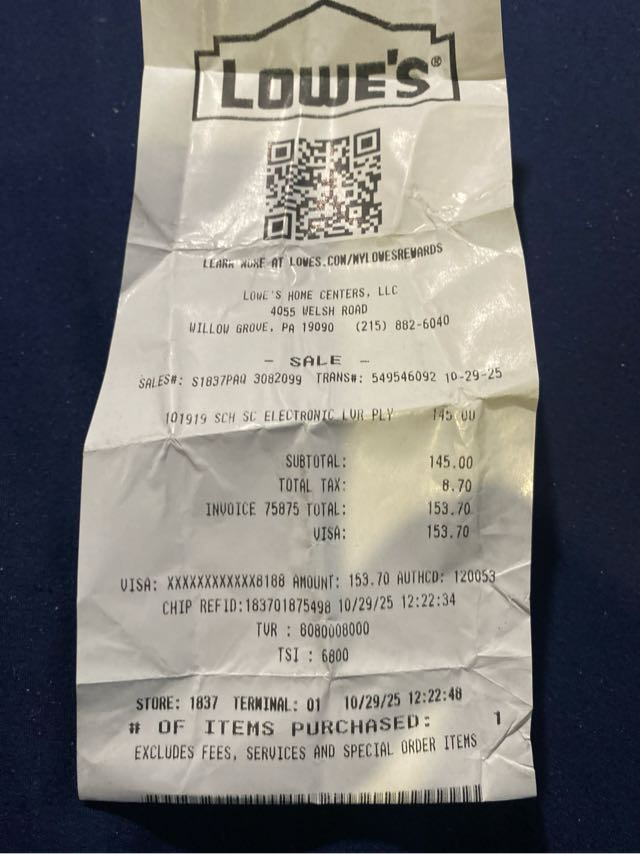 LOWE'S®
LEARN MORE AT LOWES.COM/MYLOWESREWARDS
LOWE'S HOME CENTERS, LLC
4055 WELSH ROAD
WILLOW GROVE, PA 19090 (215) 882-6040
- SALE -
SALES#: S1837PAQ 3082099 TRANS#: 549546092 10-29-25
101919 SCH SC ELECTRONIC LVR PLY 145.00
SUBTOTAL: 145.00
TOTAL TAX: 8.70
INVOICE 75875 TOTAL: 153.70
VISA: 153.70
VISA: XXXXXXXXXXXX8188 AMOUNT: 153.70 AUTHCD: 120053
CHIP REFID:183701875498 10/29/25 12:22:34
TVR : 8080008000
TSI : 6800
STORE: 1837 TERMINAL: 01 10/29/25 12:22:48
# OF ITEMS PURCHASED: 1
EXCLUDES FEES, SERVICES AND SPECIAL ORDER ITEMS